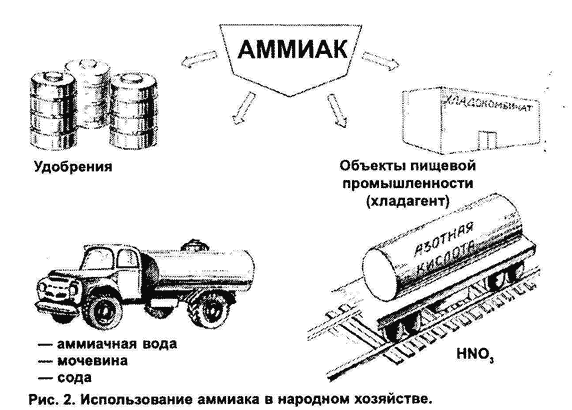 АММИАК
ХЛАДОКОМБИНАТ
Удобрения
Объекты пищевой
промышленности
(хладагент)
АЗОТНАЯ
КИСЛОТА
— аммиачная вода
— мочевина
— сода
HNO₃
Рис. 2. Использование аммиака в народном хозяйстве.